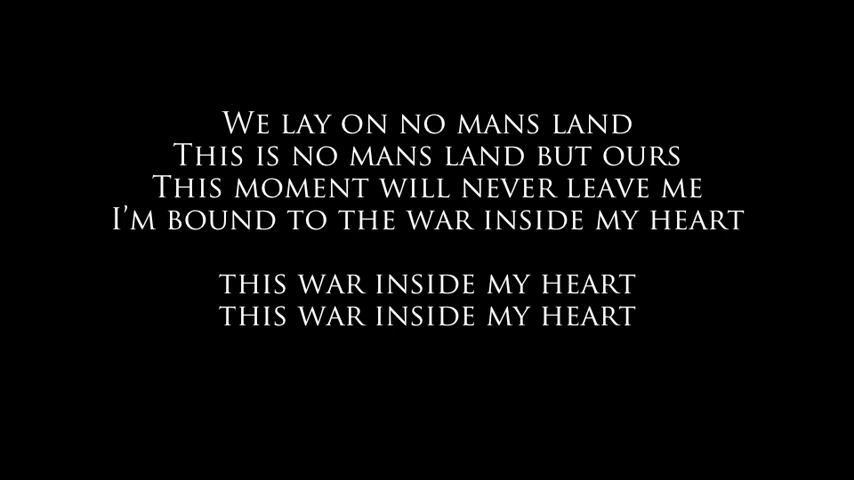 We lay on no mans land
This is no mans land but ours
This moment will never leave me
I'm bound to the war inside my heart
this war inside my heart
this war inside my heart